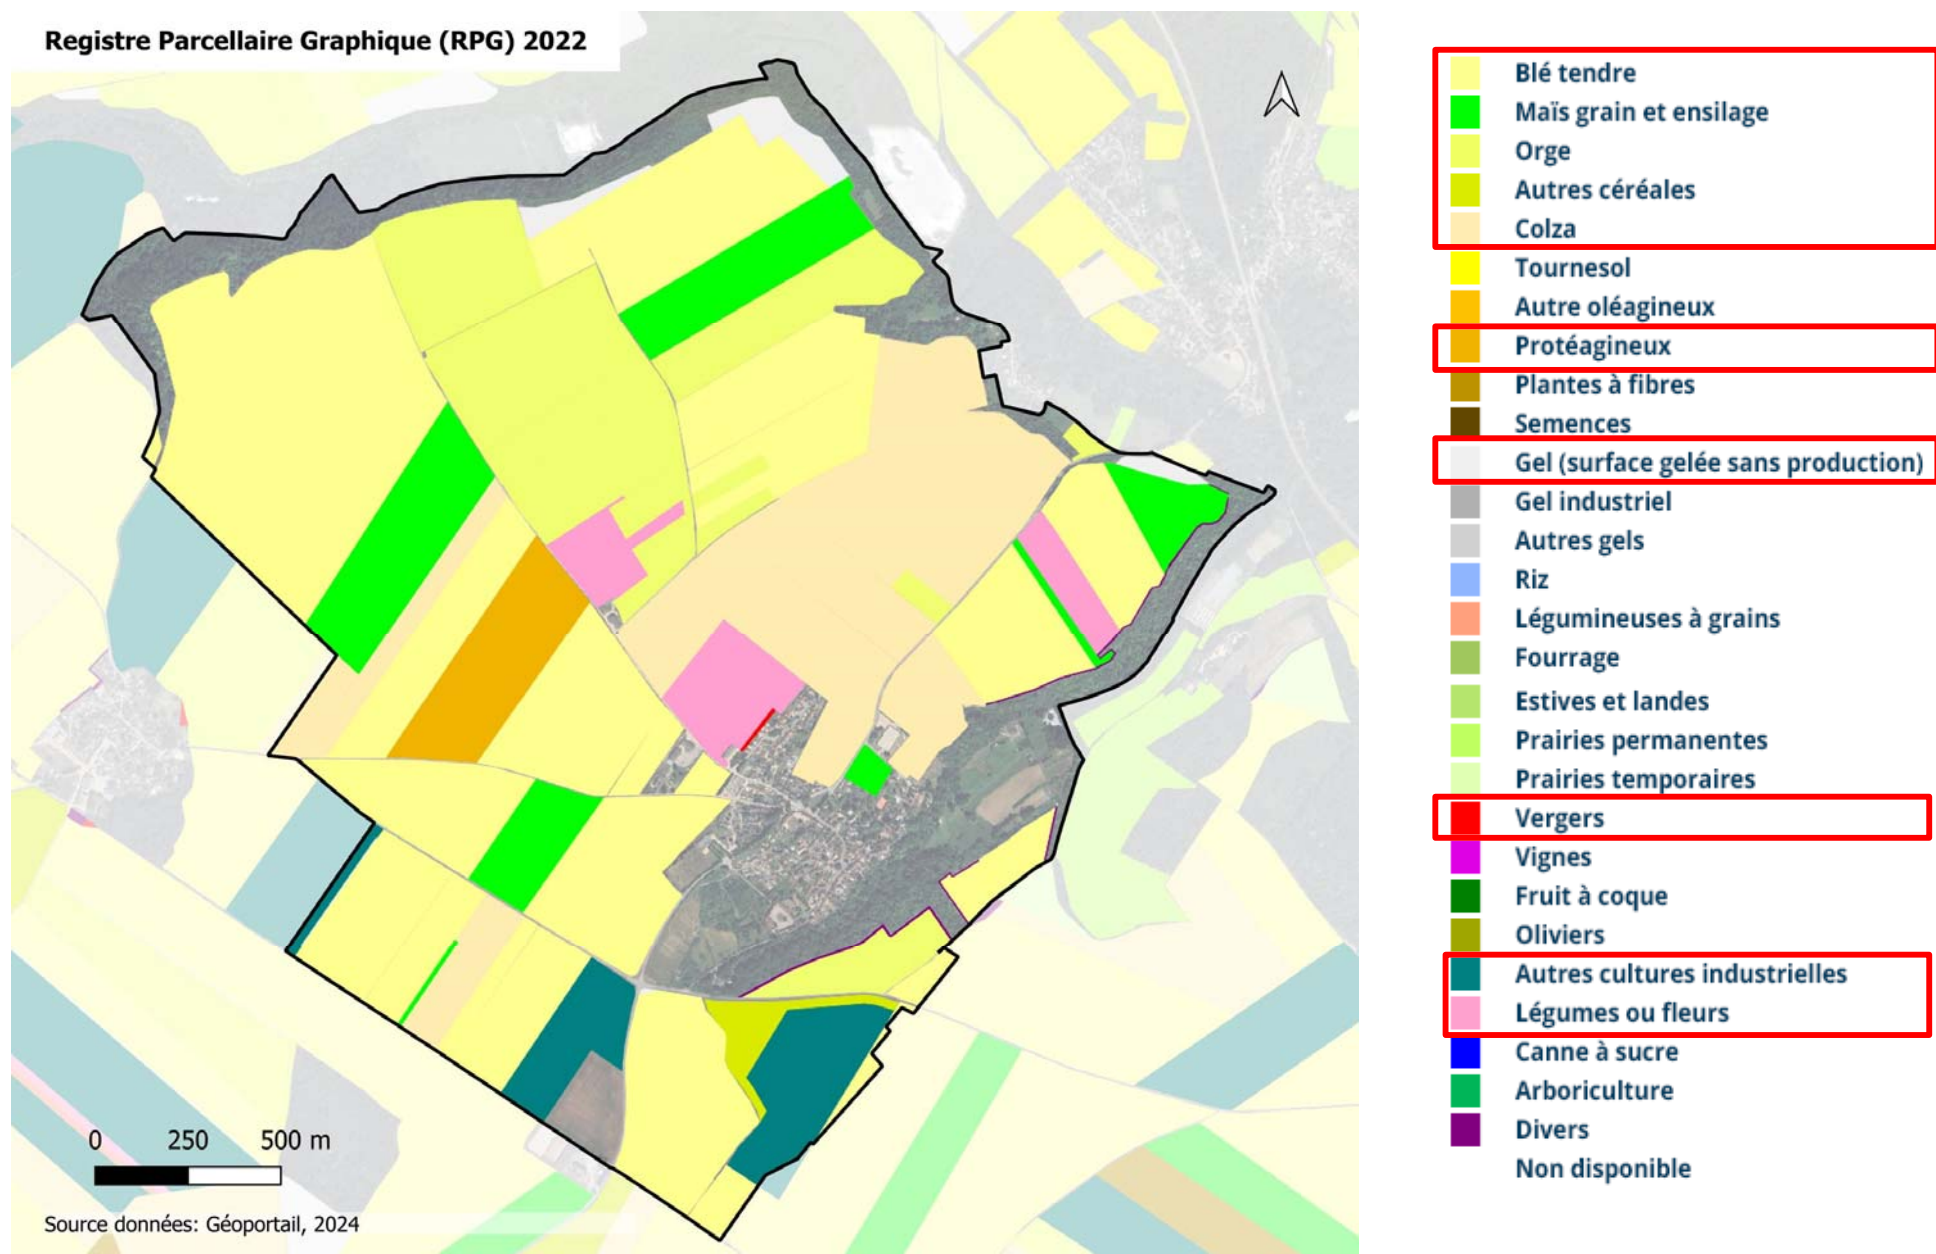 Registre Parcellaire Graphique (RPG) 2022
Blé tendre
Maïs grain et ensilage
Orge
Autres céréales
Colza
Tournesol
Autre oléagineux
Protéagineux
Plantes à fibres
Semences
Gel (surface gelée sans production)
Gel industriel
Autres gels
Riz
Légumineuses à grains
Fourrage
Estives et landes
Prairies permanentes
Prairies temporaires
Vergers
Vignes
Fruit à coque
Oliviers
Autres cultures industrielles
Légumes ou fleurs
Canne à sucre
Arboriculture
Divers
Non disponible
0 250 500 m
Source données: Géoportail, 2024